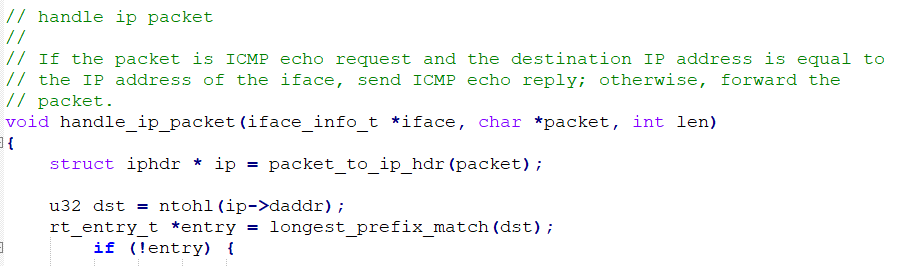 // handle ip packet
//
// If the packet is ICMP echo request and the destination IP address is equal to
// the IP address of the iface, send ICMP echo reply; otherwise, forward the
// packet.
void handle_ip_packet(iface_info_t *iface, char *packet, int len)
{
    struct iphdr * ip = packet_to_ip_hdr(packet);

    u32 dst = ntohl(ip->daddr);
    rt_entry_t *entry = longest_prefix_match(dst);
        if (!entry) {